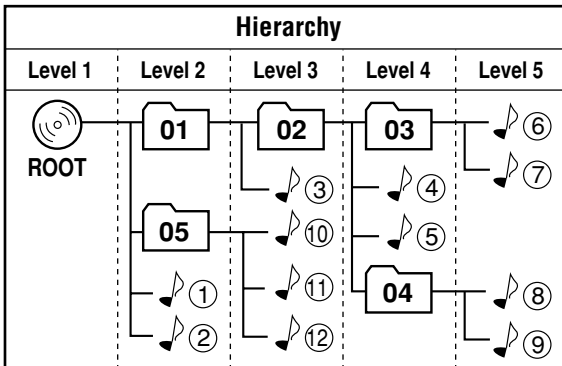 Hierarchy
Level 1 Level 2 Level 3 Level 4 Level 5
01 02 03 ⑥
ROOT ⑦
③ ④
05 ⑩ ⑤
① ⑪ 04 ⑧
② ⑫ ⑨